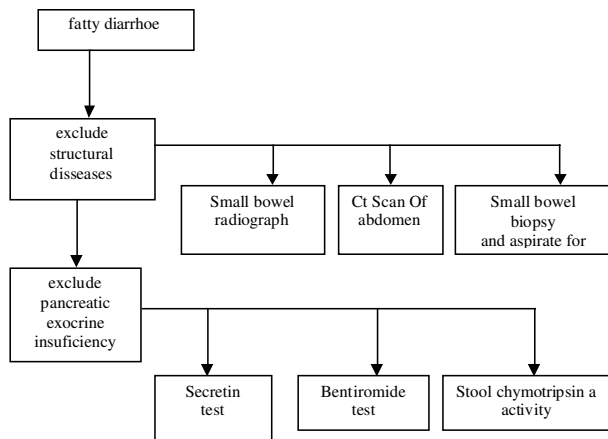 fatty diarrhoe
exclude
structural
disseases
Small bowel
radiograph
Ct Scan Of
abdomen
Small bowel
biopsy
and aspirate for
exclude
pancreatic
exocrine
insuficiency
Secretin
test
Bentiromide
test
Stool chymotripsin a
activity